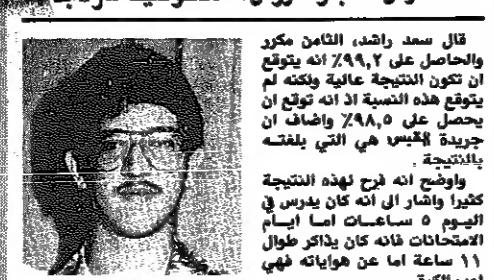 قال سعد راشد، الثامن مكرر
والحاصل على ٩٩,٢٪ انه يتوقع
ان تكون النتيجة عالية ولكنه لم
يتوقع هذه النسبة اذ انه توقع ان
يحصل على ٩٨,٥٪ واضاف ان
جريدة القبس هي التي بلغته
بالنتيجة .
واوضح انه فرح لهذه النتيجة
كثيرا واشار الى انه كان يدرس في
اليوم ٥ ساعات اما ايام
الامتحانات فانه كان يذاكر طوال
١١ ساعة اما عن هواياته فهي